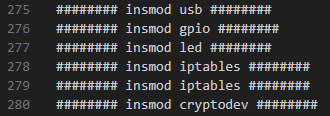 275 ######## insmod usb ########
276 ######## insmod gpio ########
277 ######## insmod led ########
278 ######## insmod iptables ########
279 ######## insmod iptables ########
280 ######## insmod cryptodev ########